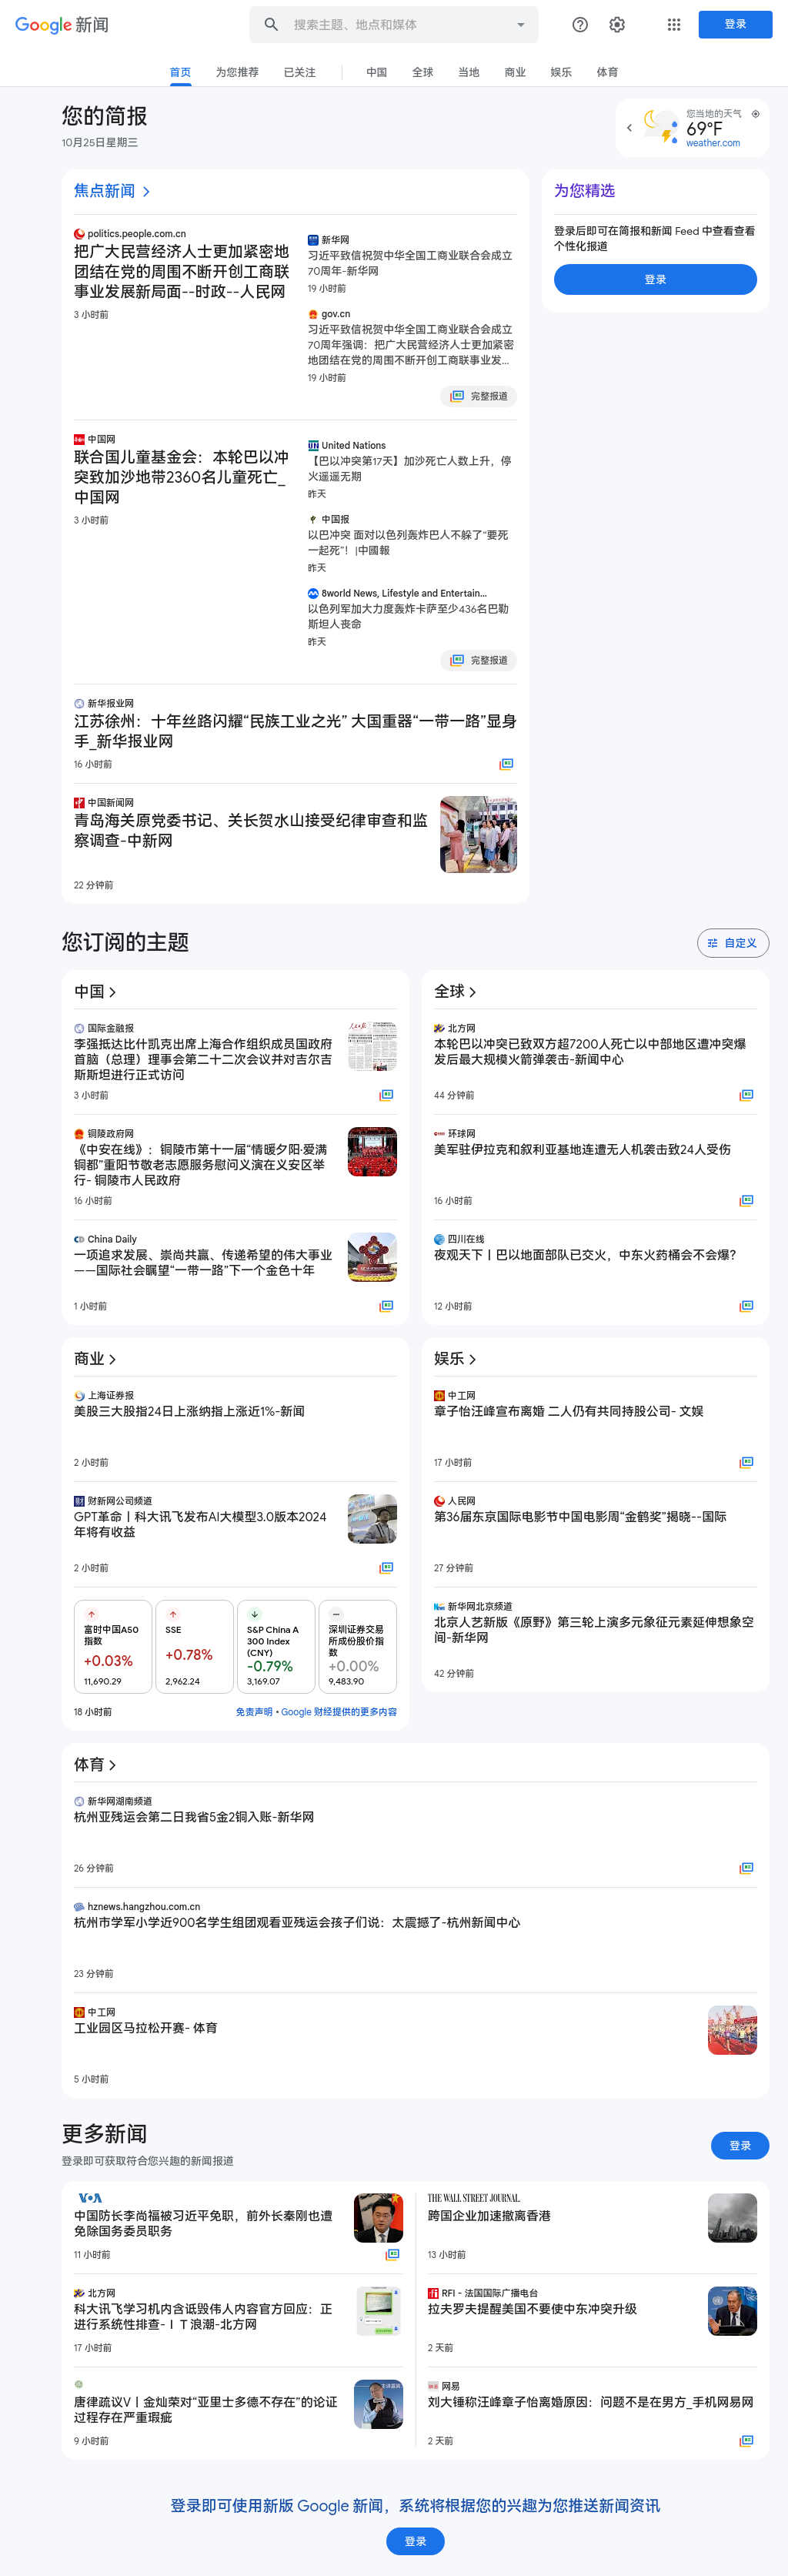 Google 新闻
搜索主题、地点和媒体
登录
首页 为您推荐 已关注 中国 全球 当地 商业 娱乐 体育
您的简报
10月25日星期三
您当地的天气
69°F
weather.com
焦点新闻
politics.people.com.cn
把广大民营经济人士更加紧密地
团结在党的周围不断开创工商联
事业发展新局面--时政--人民网
3 小时前
新华网
习近平致信祝贺中华全国工商业联合会成立
70周年-新华网
19 小时前
gov.cn
习近平致信祝贺中华全国工商业联合会成立
70周年强调：把广大民营经济人士更加紧密
地团结在党的周围不断开创工商联事业发...
19 小时前
完整报道
中国网
联合国儿童基金会：本轮巴以冲
突致加沙地带2360名儿童死亡_
中国网
3 小时前
United Nations
【巴以冲突第17天】加沙死亡人数上升，停
火遥遥无期
昨天
中国报
以巴冲突 面对以色列轰炸巴人不躲了“要死
一起死”！|中國報
昨天
8world News, Lifestyle and Entertain...
以色列军加大力度轰炸卡萨至少436名巴勒
斯坦人丧命
昨天
完整报道
新华报业网
江苏徐州：十年丝路闪耀“民族工业之光” 大国重器“一带一路”显身
手_新华报业网
16 小时前
中国新闻网
青岛海关原党委书记、关长贺水山接受纪律审查和监
察调查-中新网
22 分钟前
为您精选
登录后即可在简报和新闻 Feed 中查看查看
个性化报道
登录
您订阅的主题
自定义
中国
国际金融报
李强抵达比什凯克出席上海合作组织成员国政府
首脑（总理）理事会第二十二次会议并对吉尔吉
斯斯坦进行正式访问
3 小时前
铜陵政府网
《中安在线》：铜陵市第十一届“情暖夕阳·爱满
铜都”重阳节敬老志愿服务慰问义演在义安区举
行- 铜陵市人民政府
16 小时前
China Daily
一项追求发展、崇尚共赢、传递希望的伟大事业
——国际社会瞩望“一带一路”下一个金色十年
1 小时前
全球
北方网
本轮巴以冲突已致双方超7200人死亡以中部地区遭冲突爆
发后最大规模火箭弹袭击-新闻中心
44 分钟前
环球网
美军驻伊拉克和叙利亚基地连遭无人机袭击致24人受伤
16 小时前
四川在线
夜观天下丨巴以地面部队已交火，中东火药桶会不会爆？
12 小时前
商业
上海证券报
美股三大股指24日上涨纳指上涨近1%-新闻
2 小时前
财新网公司频道
GPT革命丨科大讯飞发布AI大模型3.0版本2024
年将有收益
2 小时前
富时中国A50
指数
+0.03%
11,690.29
SSE
+0.78%
2,962.24
S&P China A
300 Index
(CNY)
-0.79%
3,169.07
深圳证券交易
所成份股价指
数
+0.00%
9,483.90
18 小时前
免责声明 • Google 财经提供的更多内容
娱乐
中工网
章子怡汪峰宣布离婚 二人仍有共同持股公司- 文娱
17 小时前
人民网
第36届东京国际电影节中国电影周“金鹤奖”揭晓--国际
27 分钟前
新华网北京频道
北京人艺新版《原野》第三轮上演多元象征元素延伸想象空
间-新华网
42 分钟前
体育
新华网湖南频道
杭州亚残运会第二日我省5金2铜入账-新华网
26 分钟前
hznews.hangzhou.com.cn
杭州市学军小学近900名学生组团观看亚残运会孩子们说：太震撼了-杭州新闻中心
23 分钟前
中工网
工业园区马拉松开赛- 体育
5 小时前
更多新闻
登录即可获取符合您兴趣的新闻报道
登录
VOA
中国防长李尚福被习近平免职，前外长秦刚也遭
免除国务委员职务
11 小时前
北方网
科大讯飞学习机内含诋毁伟人内容官方回应：正
进行系统性排查-ＩＴ浪潮-北方网
17 小时前
唐律疏议V丨金灿荣对“亚里士多德不存在”的论证
过程存在严重瑕疵
9 小时前
THE WALL STREET JOURNAL.
跨国企业加速撤离香港
13 小时前
RFI - 法国国际广播电台
拉夫罗夫提醒美国不要使中东冲突升级
2 天前
网易
刘大锤称汪峰章子怡离婚原因：问题不是在男方_手机网易网
2 天前
登录即可使用新版 Google 新闻，系统将根据您的兴趣为您推送新闻资讯
登录